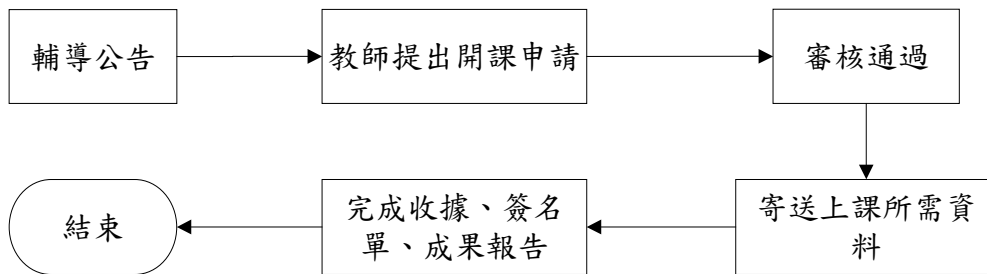 輔導公告
教師提出開課申請
審核通過
寄送上課所需資
料
完成收據、簽名
單、成果報告
結束